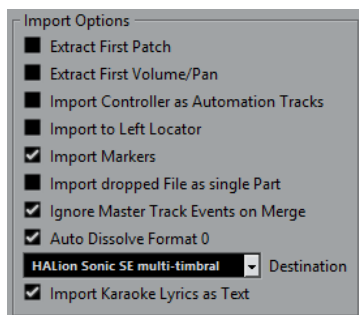 Import Options
Extract First Patch
Extract First Volume/Pan
Import Controller as Automation Tracks
Import to Left Locator
Import Markers
Import dropped File as single Part
Ignore Master Track Events on Merge
Auto Dissolve Format 0
HALion Sonic SE multi-timbral Destination
Import Karaoke Lyrics as Text